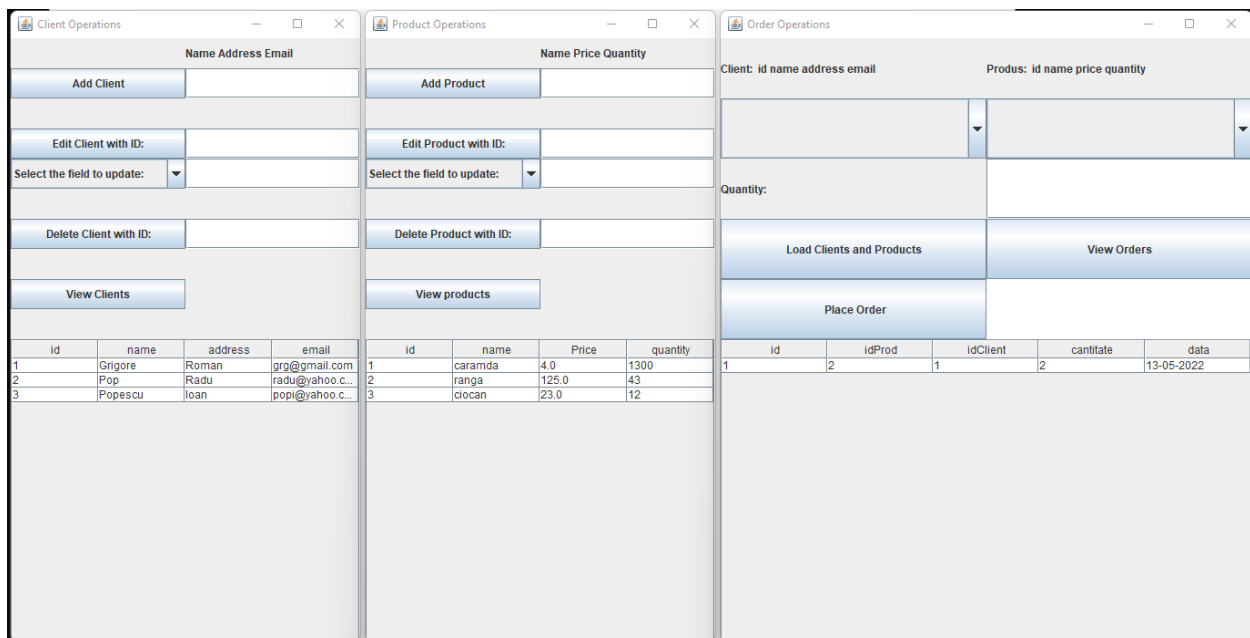 Client Operations
Name Address Email
Add Client
Edit Client with ID:
Select the field to update:
Delete Client with ID:
View Clients
id name address email
1 Grigore Roman grg@gmail.com
2 Pop Radu radu@yahoo.c...
3 Popescu Ioan popi@yahoo.c...
Product Operations
Name Price Quantity
Add Product
Edit Product with ID:
Select the field to update:
Delete Product with ID:
View products
id name Price quantity
1 caramda 4.0 1300
2 ranga 125.0 43
3 ciocan 23.0 12
Order Operations
Client: id name address email Produs: id name price quantity
Quantity:
Load Clients and Products View Orders
Place Order
id idProd idClient cantitate data
1 2 1 2 13-05-2022